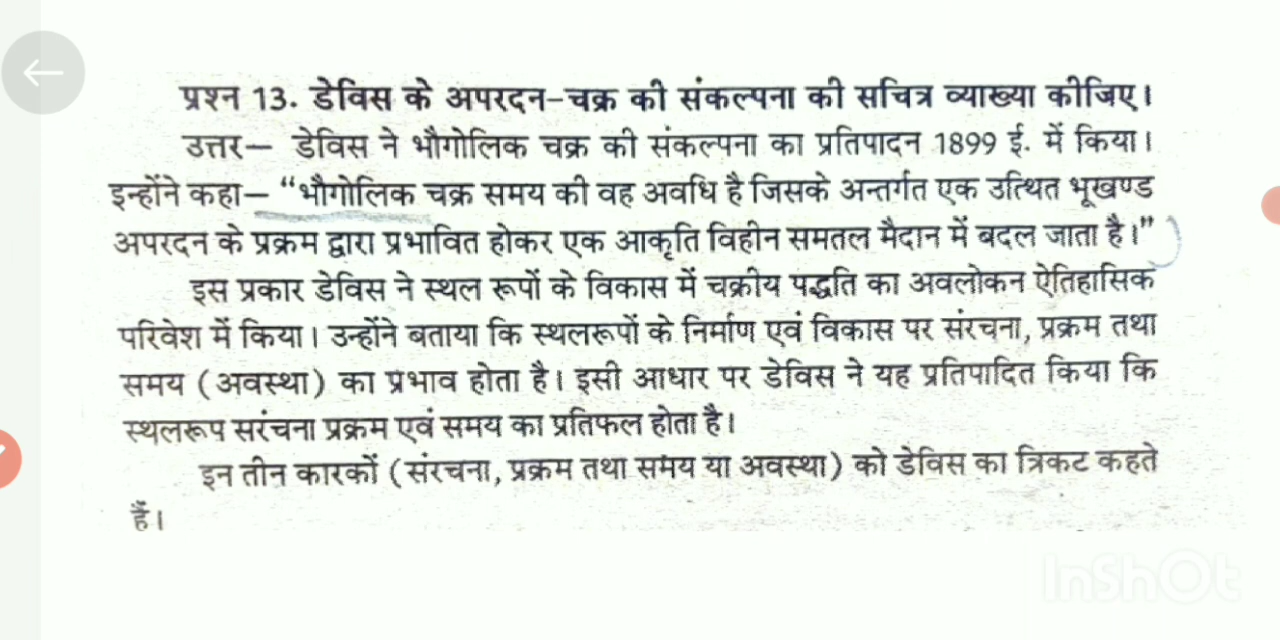 प्रश्न 13. डेविस के अपरदन-चक्र की संकल्पना की सचित्र व्याख्या कीजिए।
उत्तर— डेविस ने भौगोलिक चक्र की संकल्पना का प्रतिपादन 1899 ई. में किया।
इन्होंने कहा— “भौगोलिक चक्र समय की वह अवधि है जिसके अन्तर्गत एक उत्थित भूखण्ड
अपरदन के प्रक्रम द्वारा प्रभावित होकर एक आकृति विहीन समतल मैदान में बदल जाता है।”
इस प्रकार डेविस ने स्थल रूपों के विकास में चक्रीय पद्धति का अवलोकन ऐतिहासिक
परिवेश में किया। उन्होंने बताया कि स्थलरूपों के निर्माण एवं विकास पर संरचना, प्रक्रम तथा
समय (अवस्था) का प्रभाव होता है। इसी आधार पर डेविस ने यह प्रतिपादित किया कि
स्थलरूप सरंचना प्रक्रम एवं समय का प्रतिफल होता है।
इन तीन कारकों (संरचना, प्रक्रम तथा समय या अवस्था) को डेविस का त्रिकट कहते
हैं।
InShOt